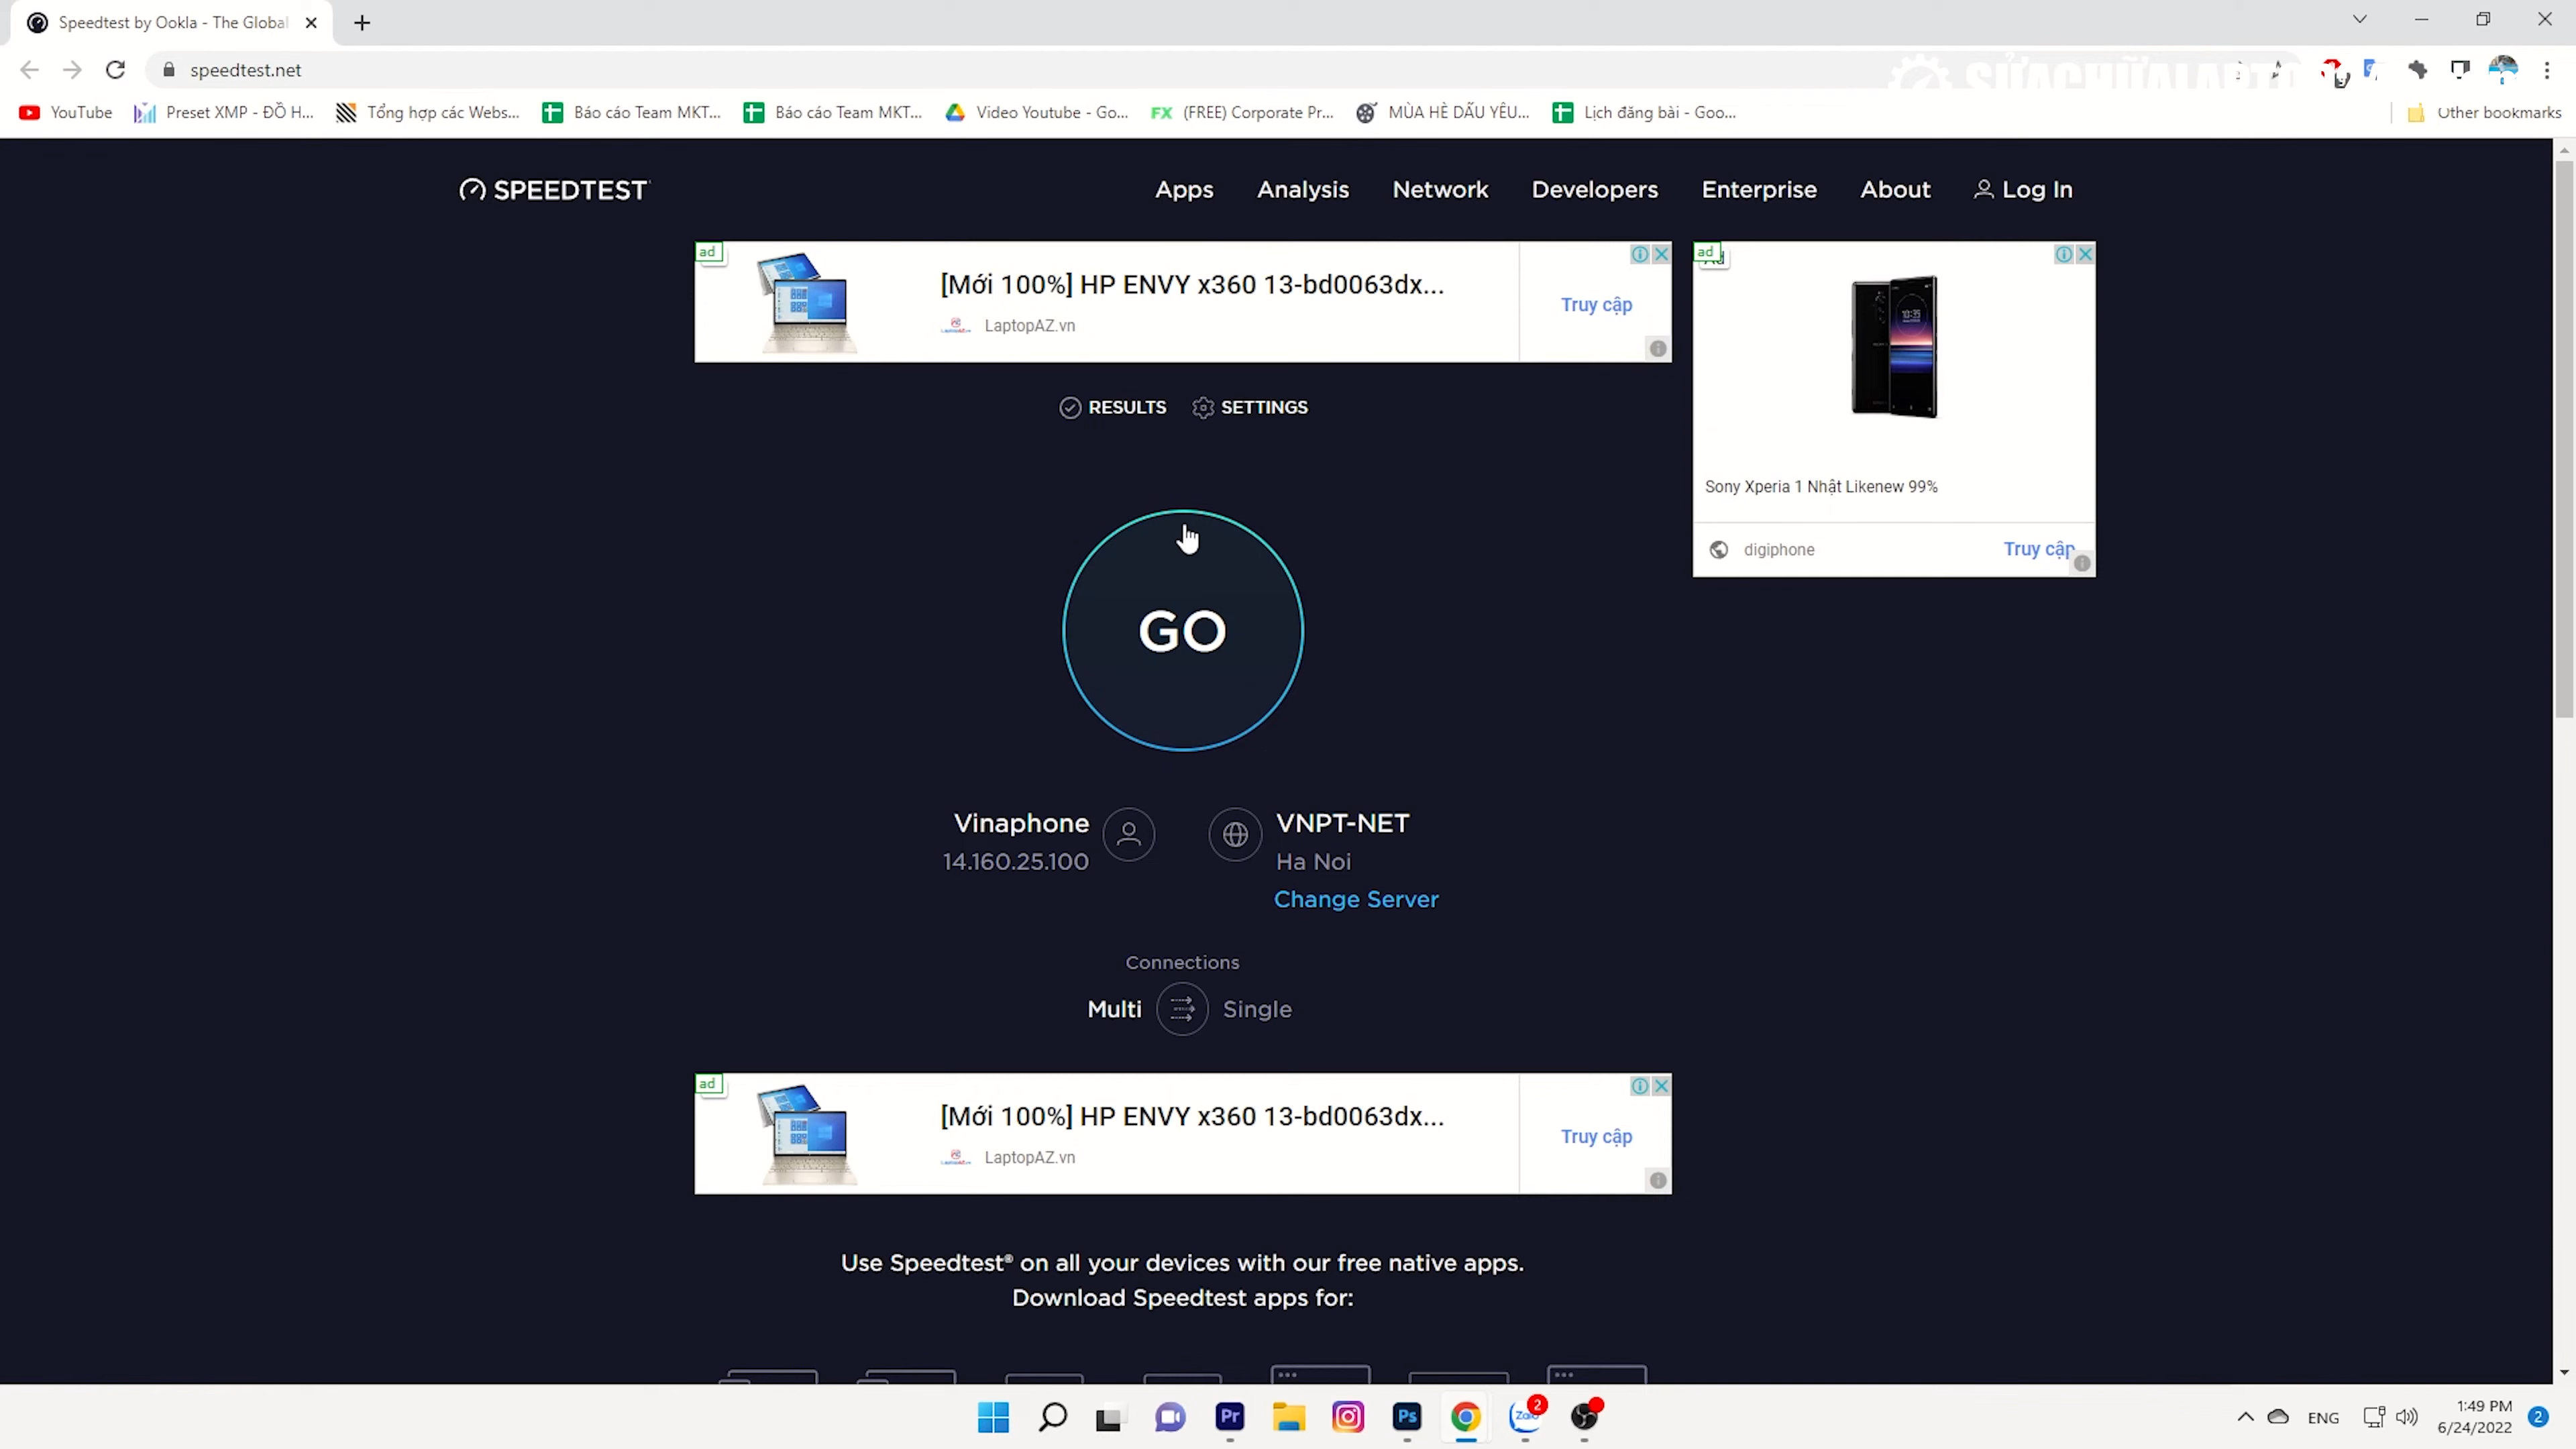 Speedtest by Ookla - The Global
speedtest.net
YouTube
Preset XMP - ĐỒ H...
Tổng hợp các Webs...
Báo cáo Team MKT...
Báo cáo Team MKT...
Video Youtube - Go...
FX (FREE) Corporate Pr...
MÙA HÈ DẤU YÊU...
Lịch đăng bài - Goo...
Other bookmarks
SPEEDTEST
Apps
Analysis
Network
Developers
Enterprise
About
Log In
ad
[Mới 100%] HP ENVY x360 13-bd0063dx...
LaptopAZ.vn
Truy cập
ad
Sony Xperia 1 Nhật Likenew 99%
digiphone
Truy cập
RESULTS
SETTINGS
GO
Vinaphone
14.160.25.100
VNPT-NET
Ha Noi
Change Server
Connections
Multi
Single
ad
[Mới 100%] HP ENVY x360 13-bd0063dx...
LaptopAZ.vn
Truy cập
Use Speedtest® on all your devices with our free native apps.
Download Speedtest apps for:
Pr
Ps
Zalo
2
ENG
1:49 PM
6/24/2022
2